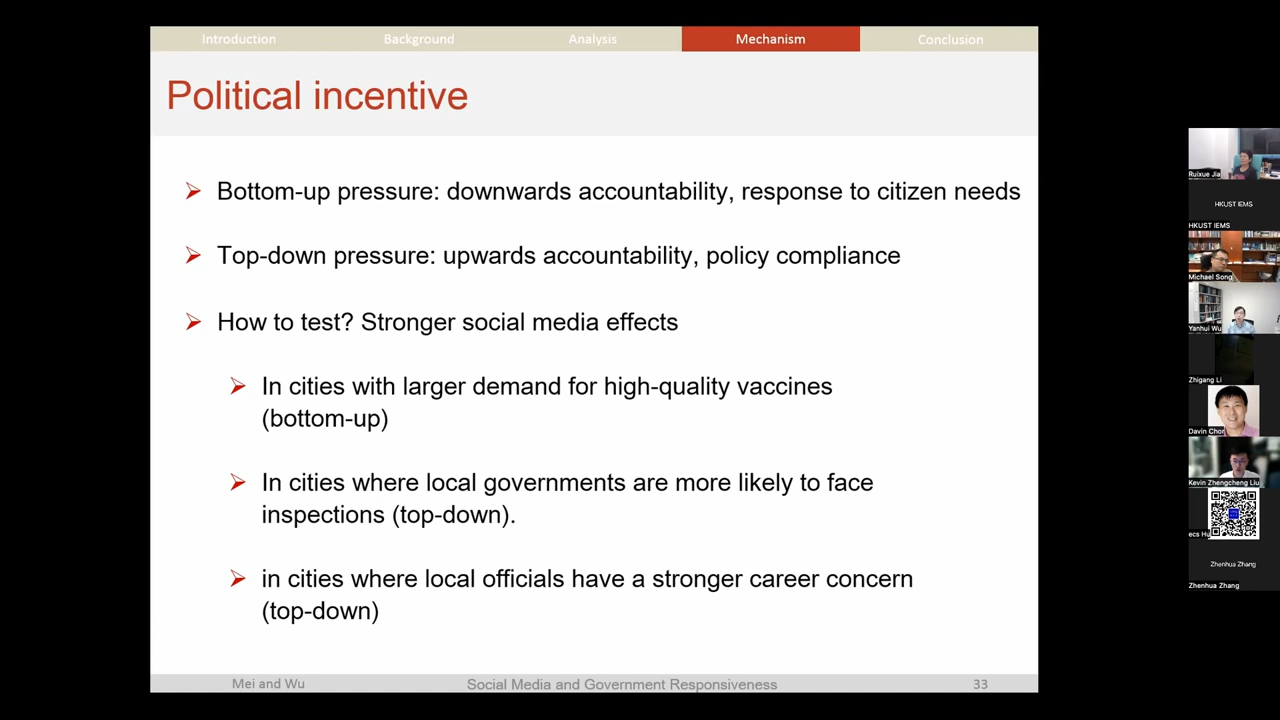 Introduction
Background
Analysis
Mechanism
Conclusion
Political incentive
Bottom-up pressure: downwards accountability, response to citizen needs
Top-down pressure: upwards accountability, policy compliance
How to test? Stronger social media effects
In cities with larger demand for high-quality vaccines
(bottom-up)
In cities where local governments are more likely to face
inspections (top-down).
in cities where local officials have a stronger career concern
(top-down)
Mei and Wu
Social Media and Government Responsiveness
33
Ruixue Jia
HKUST IEMS
HKUST IEMS
Michael Song
Yanhui Wu
Zhigang Li
Davin Chor
Kevin Zhengcheng Liu
Zhenhua Zhang
Zhenhua Zhang